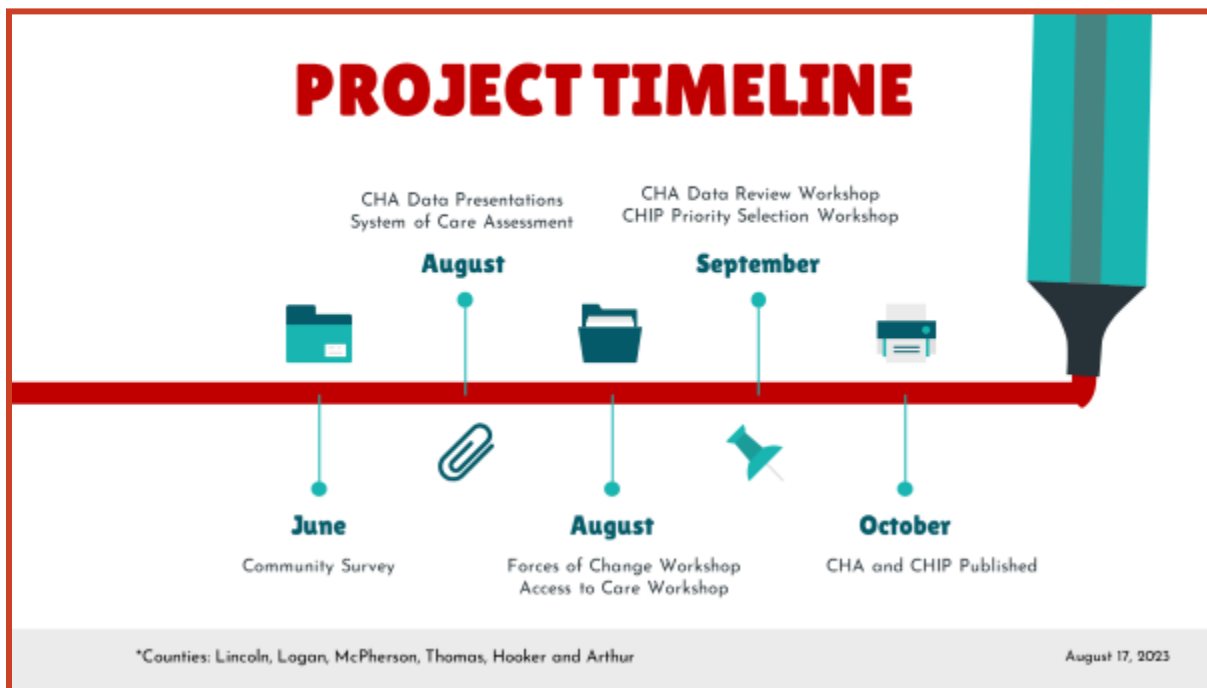 PROJECT TIMELINE
CHA Data Presentations
System of Care Assessment
August
CHA Data Review Workshop
CHIP Priority Selection Workshop
September
June
Community Survey
August
Forces of Change Workshop
Access to Care Workshop
October
CHA and CHIP Published
*Counties: Lincoln, Logan, McPherson, Thomas, Hooker and Arthur
August 17, 2023